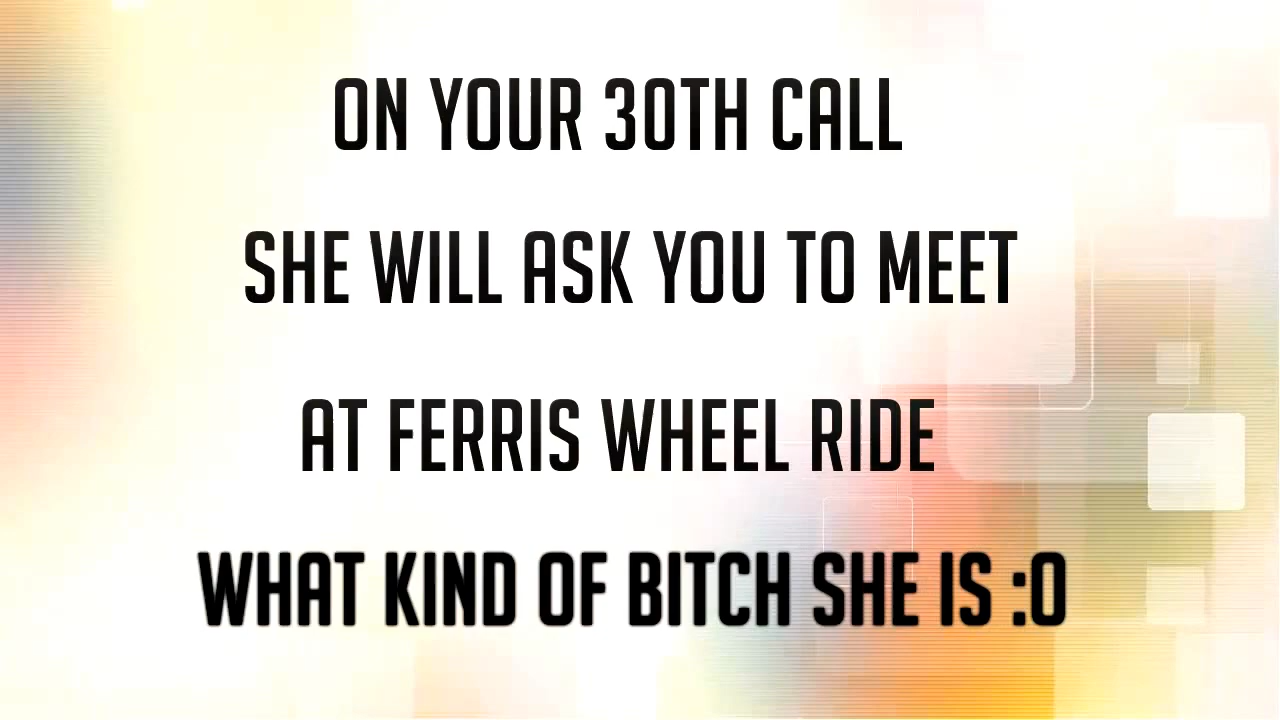 ON YOUR 30TH CALL
SHE WILL ASK YOU TO MEET
AT FERRIS WHEEL RIDE
WHAT KIND OF BITCH SHE IS :O